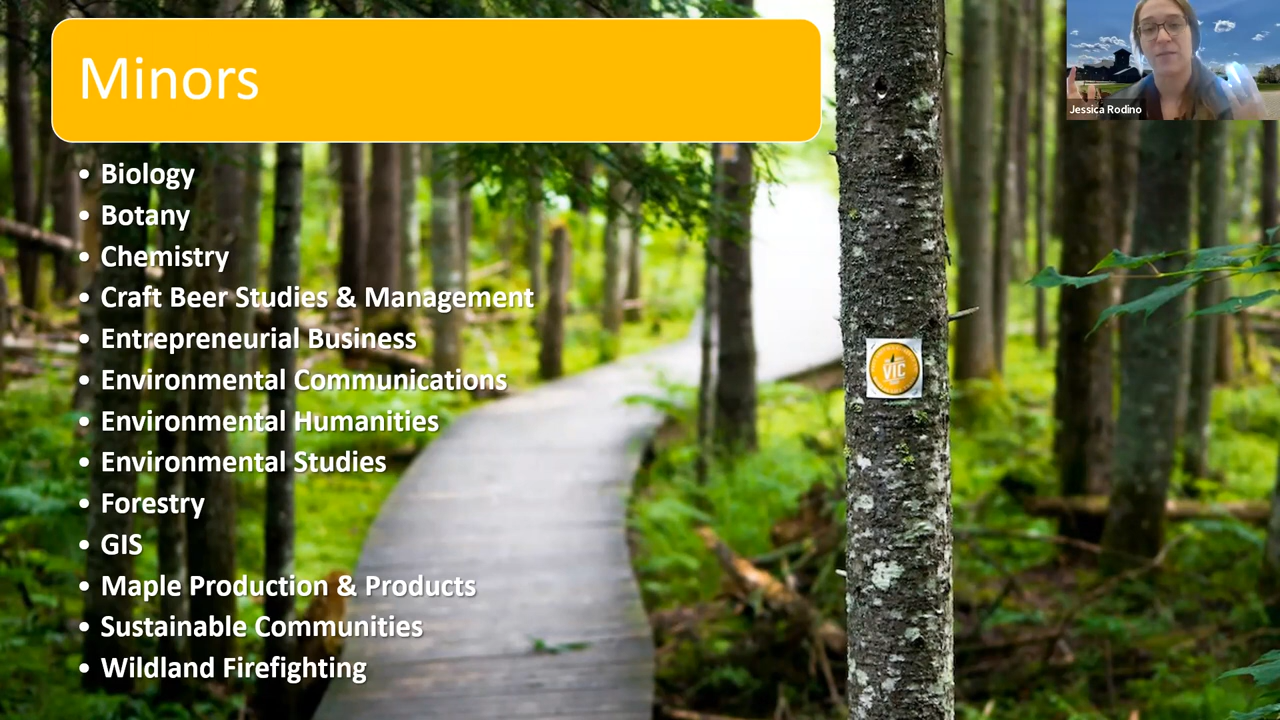 Minors
Jessica Rodino
• Biology
• Botany
• Chemistry
• Craft Beer Studies & Management
• Entrepreneurial Business
• Environmental Communications
• Environmental Humanities
VIC
• Environmental Studies
• Forestry
• GIS
• Maple Production & Products
• Sustainable Communities
• Wildland Firefighting